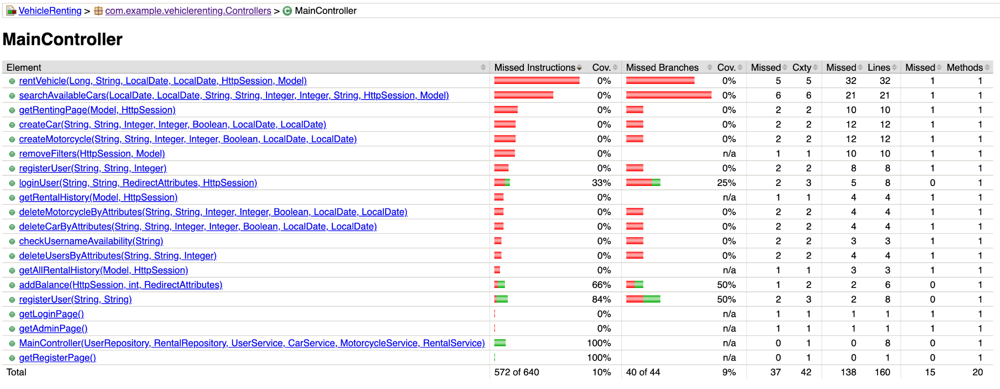 VehicleRenting > com.example.vehiclerenting.Controllers > MainController
MainController
Element Missed Instructions Cov. Missed Branches Cov. Missed Cxty Missed Lines Missed Methods
rentVehicle(Long, String, LocalDate, LocalDate, HttpSession, Model) 0% 0% 5 5 32 32 1 1
searchAvailableCars(LocalDate, LocalDate, String, String, Integer, Integer, String, HttpSession, Model) 0% 0% 6 6 21 21 1 1
getRentingPage(Model, HttpSession) 0% 0% 2 2 10 10 1 1
createCar(String, String, Integer, Integer, Boolean, LocalDate, LocalDate) 0% 0% 2 2 12 12 1 1
createMotorcycle(String, String, Integer, Integer, Boolean, LocalDate, LocalDate) 0% 0% 2 2 12 12 1 1
removeFilters(HttpSession, Model) 0% n/a 1 1 10 10 1 1
registerUser(String, String, Integer) 0% 0% 2 2 8 8 1 1
loginUser(String, String, RedirectAttributes, HttpSession) 33% 25% 2 3 5 8 0 1
getRentalHistory(Model, HttpSession) 0% n/a 1 1 4 4 1 1
deleteMotorcycleByAttributes(String, String, Integer, Integer, Boolean, LocalDate, LocalDate) 0% 0% 2 2 4 4 1 1
deleteCarByAttributes(String, String, Integer, Integer, Boolean, LocalDate, LocalDate) 0% 0% 2 2 4 4 1 1
checkUsernameAvailability(String) 0% 0% 2 2 3 3 1 1
deleteUsersByAttributes(String, String, Integer) 0% 0% 2 2 4 4 1 1
getAllRentalHistory(Model, HttpSession) 0% n/a 1 1 3 3 1 1
addBalance(HttpSession, int, RedirectAttributes) 66% 50% 1 2 2 6 0 1
registerUser(String, String) 84% 50% 2 3 2 8 0 1
getLoginPage() 0% n/a 1 1 1 1 1 1
getAdminPage() 0% n/a 1 1 1 1 1 1
MainController(UserRepository, RentalRepository, UserService, CarService, MotorcycleService, RentalService) 100% n/a 0 1 0 8 0 1
getRegisterPage() 100% n/a 0 1 0 1 0 1
Total 572 of 640 10% 40 of 44 9% 37 42 138 160 15 20